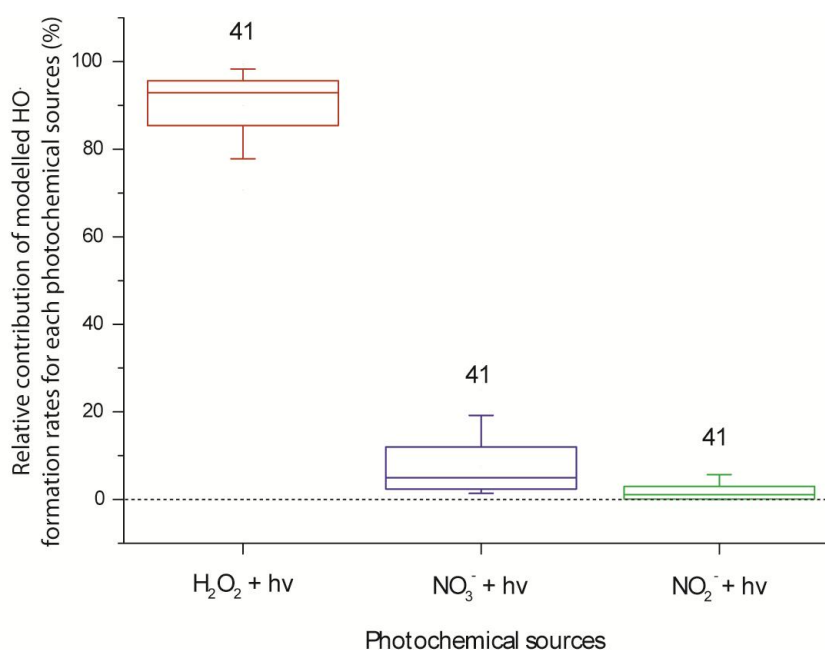 Relative contribution of modelled HO·
formation rates for each photochemical sources (%)
100
80
60
40
20
0
41
41
41
H₂O₂ + hv
NO₃⁻ + hv
NO₂⁻ + hv
Photochemical sources